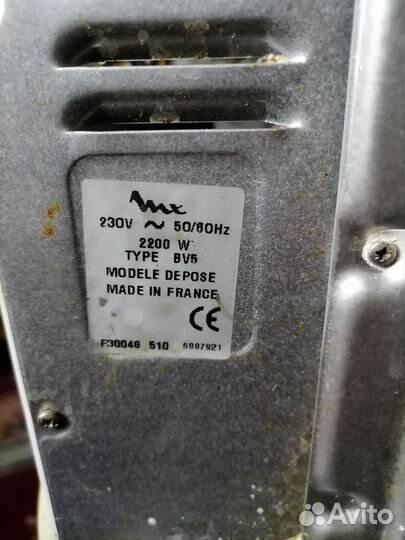 mx
230V ~ 50/60Hz
2200 W
TYPE BV5
MODELE DEPOSE
MADE IN FRANCE
CE
F30046 510 6887921
Avito